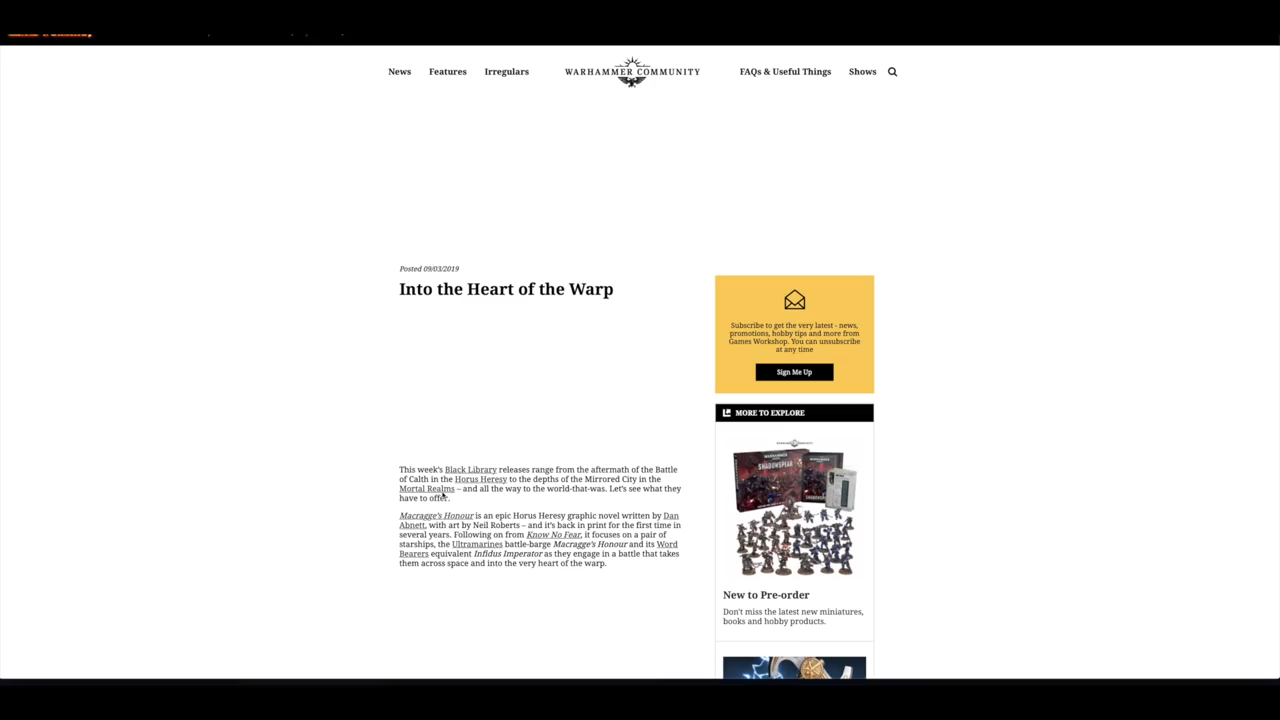 News Features Irregulars WARHAMMER COMMUNITY FAQs & Useful Things Shows
Posted 09/03/2019
Into the Heart of the Warp
This week's Black Library releases range from the aftermath of the Battle
of Calth in the Horus Heresy to the depths of the Mirrored City in the
Mortal Realms – and all the way to the world-that-was. Let's see what they
have to offer.
Macragge's Honour is an epic Horus Heresy graphic novel written by Dan
Abnett, with art by Neil Roberts – and it's back in print for the first time in
several years. Following on from Know No Fear, it focuses on a pair of
starships, the Ultramarines battle-barge Macragge's Honour and its Word
Bearers equivalent Infidus Imperator as they engage in a battle that takes
them across space and into the very heart of the warp.
Subscribe to get the very latest - news,
promotions, hobby tips and more from
Games Workshop. You can unsubscribe
at any time
Sign Me Up
MORE TO EXPLORE
SHADOWSPEAR
New to Pre-order
Don't miss the latest new miniatures,
books and hobby products.